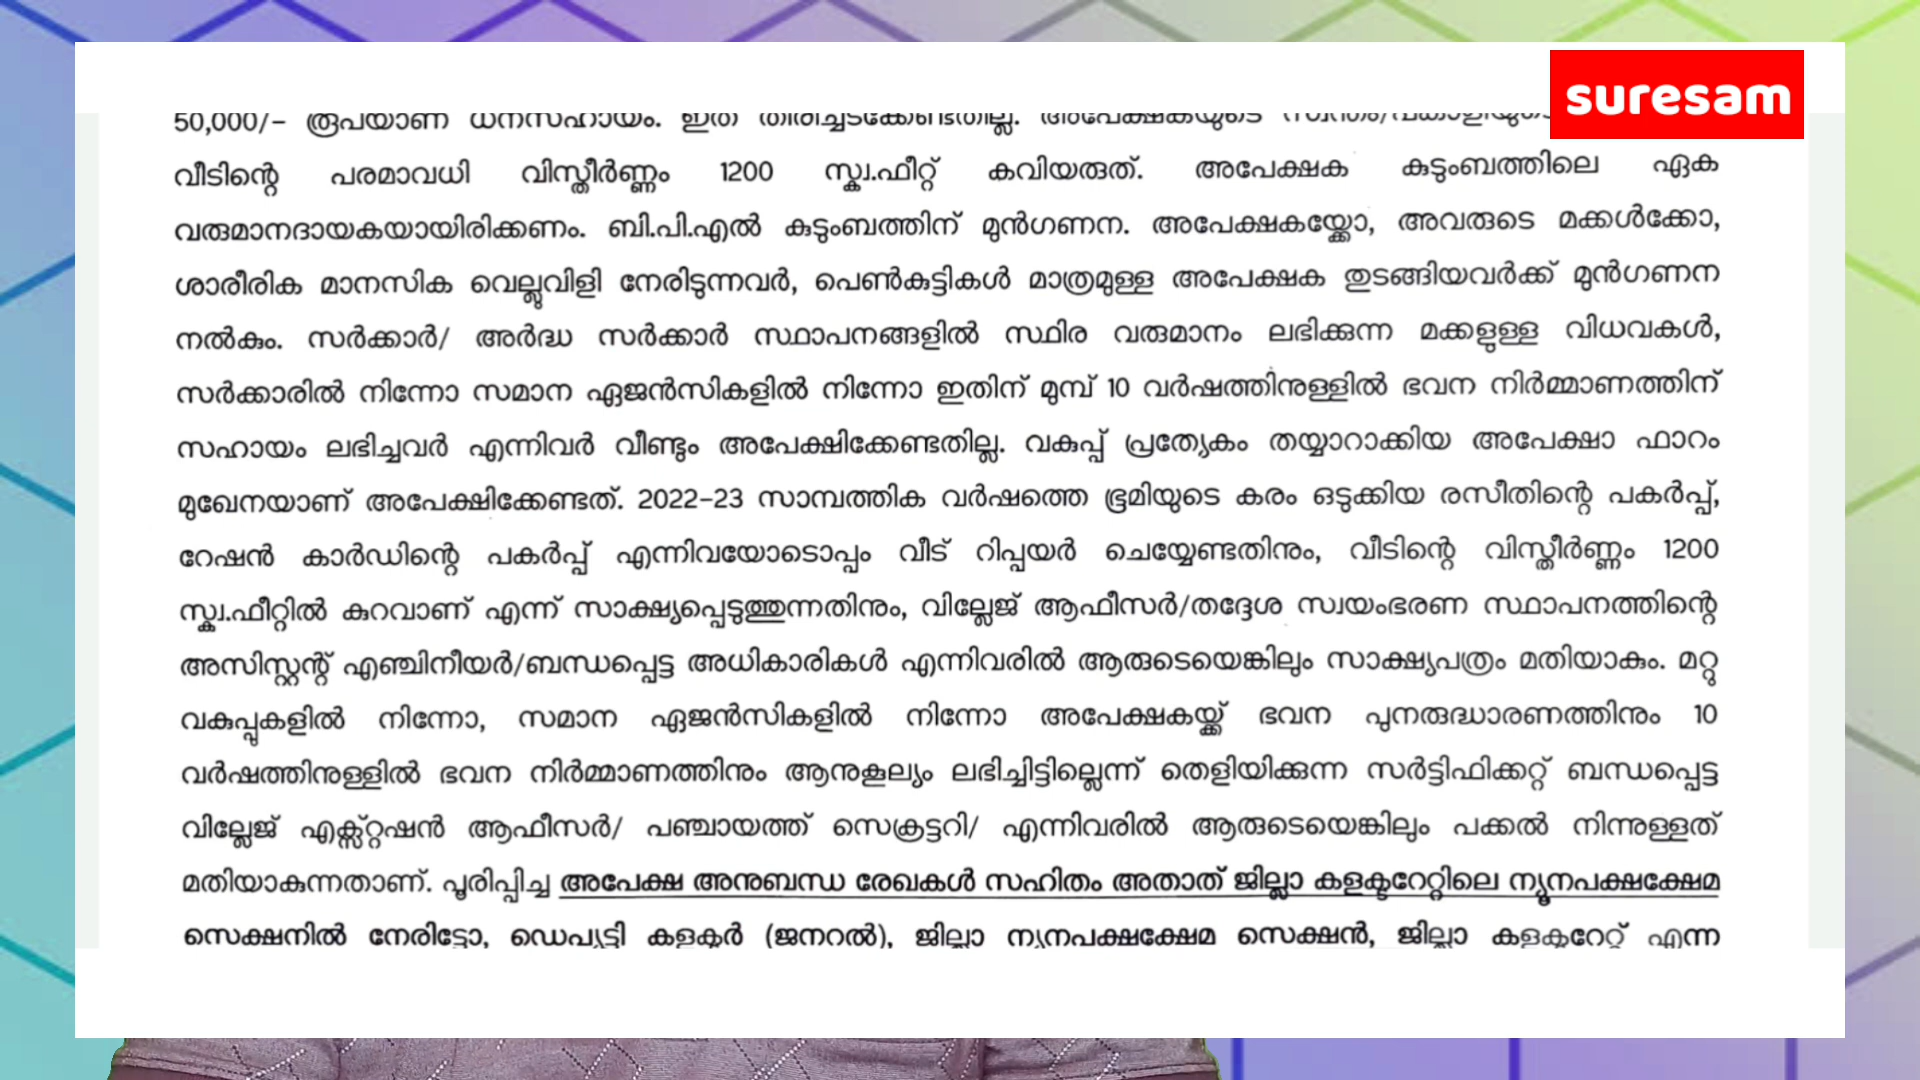 suresam
50,000/- രൂപയാണ് ധനസഹായം. ഇത് തിരിച്ചടക്കേണ്ടതില്ല. അപേക്ഷകയുടെ സ്വന്തം/പങ്കാളിയുടെ
വീടിന്റെ പരമാവധി വിസ്തീർണ്ണം 1200 സ്ക്വ.ഫീറ്റ് കവിയരുത്. അപേക്ഷക കുടുംബത്തിലെ ഏക
വരുമാനദായകയായിരിക്കണം. ബി.പി.എൽ കുടുംബത്തിന് മുൻഗണന. അപേക്ഷകയ്ക്കോ, അവരുടെ മക്കൾക്കോ,
ശാരീരിക മാനസിക വെല്ലുവിളി നേരിടുന്നവർ, പെൺകുട്ടികൾ മാത്രമുള്ള അപേക്ഷക തുടങ്ങിയവർക്ക് മുൻഗണന
നൽകും. സർക്കാർ/ അർദ്ധ സർക്കാർ സ്ഥാപനങ്ങളിൽ സ്ഥിര വരുമാനം ലഭിക്കുന്ന മക്കളുള്ള വിധവകൾ,
സർക്കാരിൽ നിന്നോ സമാന ഏജൻസികളിൽ നിന്നോ ഇതിന് മുമ്പ് 10 വർഷത്തിനുള്ളിൽ ഭവന നിർമ്മാണത്തിന്
സഹായം ലഭിച്ചവർ എന്നിവർ വീണ്ടും അപേക്ഷിക്കേണ്ടതില്ല. വകുപ്പ് പ്രത്യേകം തയ്യാറാക്കിയ അപേക്ഷാ ഫാറം
മുഖേനയാണ് അപേക്ഷിക്കേണ്ടത്. 2022-23 സാമ്പത്തിക വർഷത്തെ ഭൂമിയുടെ കരം ഒടുക്കിയ രസീതിന്റെ പകർപ്പ്,
റേഷൻ കാർഡിന്റെ പകർപ്പ് എന്നിവയോടൊപ്പം വീട് റിപ്പയർ ചെയ്യേണ്ടതിനും, വീടിന്റെ വിസ്തീർണ്ണം 1200
സ്ക്വ.ഫീറ്റിൽ കുറവാണ് എന്ന് സാക്ഷ്യപ്പെടുത്തുന്നതിനും, വില്ലേജ് ആഫീസർ/തദ്ദേശ സ്വയംഭരണ സ്ഥാപനത്തിന്റെ
അസിസ്റ്റന്റ് എഞ്ചിനീയർ/ബന്ധപ്പെട്ട അധികാരികൾ എന്നിവരിൽ ആരുടെയെങ്കിലും സാക്ഷ്യപത്രം മതിയാകും. മറ്റു
വകുപ്പുകളിൽ നിന്നോ, സമാന ഏജൻസികളിൽ നിന്നോ അപേക്ഷകയ്ക്ക് ഭവന പുനരുദ്ധാരണത്തിനും 10
വർഷത്തിനുള്ളിൽ ഭവന നിർമ്മാണത്തിനും ആനുകൂല്യം ലഭിച്ചിട്ടില്ലെന്ന് തെളിയിക്കുന്ന സർട്ടിഫിക്കറ്റ് ബന്ധപ്പെട്ട
വില്ലേജ് എക്സ്റ്റഷൻ ആഫീസർ/ പഞ്ചായത്ത് സെക്രട്ടറി/ എന്നിവരിൽ ആരുടെയെങ്കിലും പക്കൽ നിന്നുള്ളത്
മതിയാകുന്നതാണ്. പൂരിപ്പിച്ച അപേക്ഷ അനുബന്ധ രേഖകൾ സഹിതം അതാത് ജില്ലാ കളക്ടറേറ്റിലെ ന്യൂനപക്ഷക്ഷേമ
സെക്ഷനിൽ നേരിട്ടോ, ഡെപ്യൂട്ടി കളക്ടർ (ജനറൽ), ജില്ലാ ന്യൂനപക്ഷക്ഷേമ സെക്ഷൻ, ജില്ലാ കളക്ടറേറ്റ് എന്ന